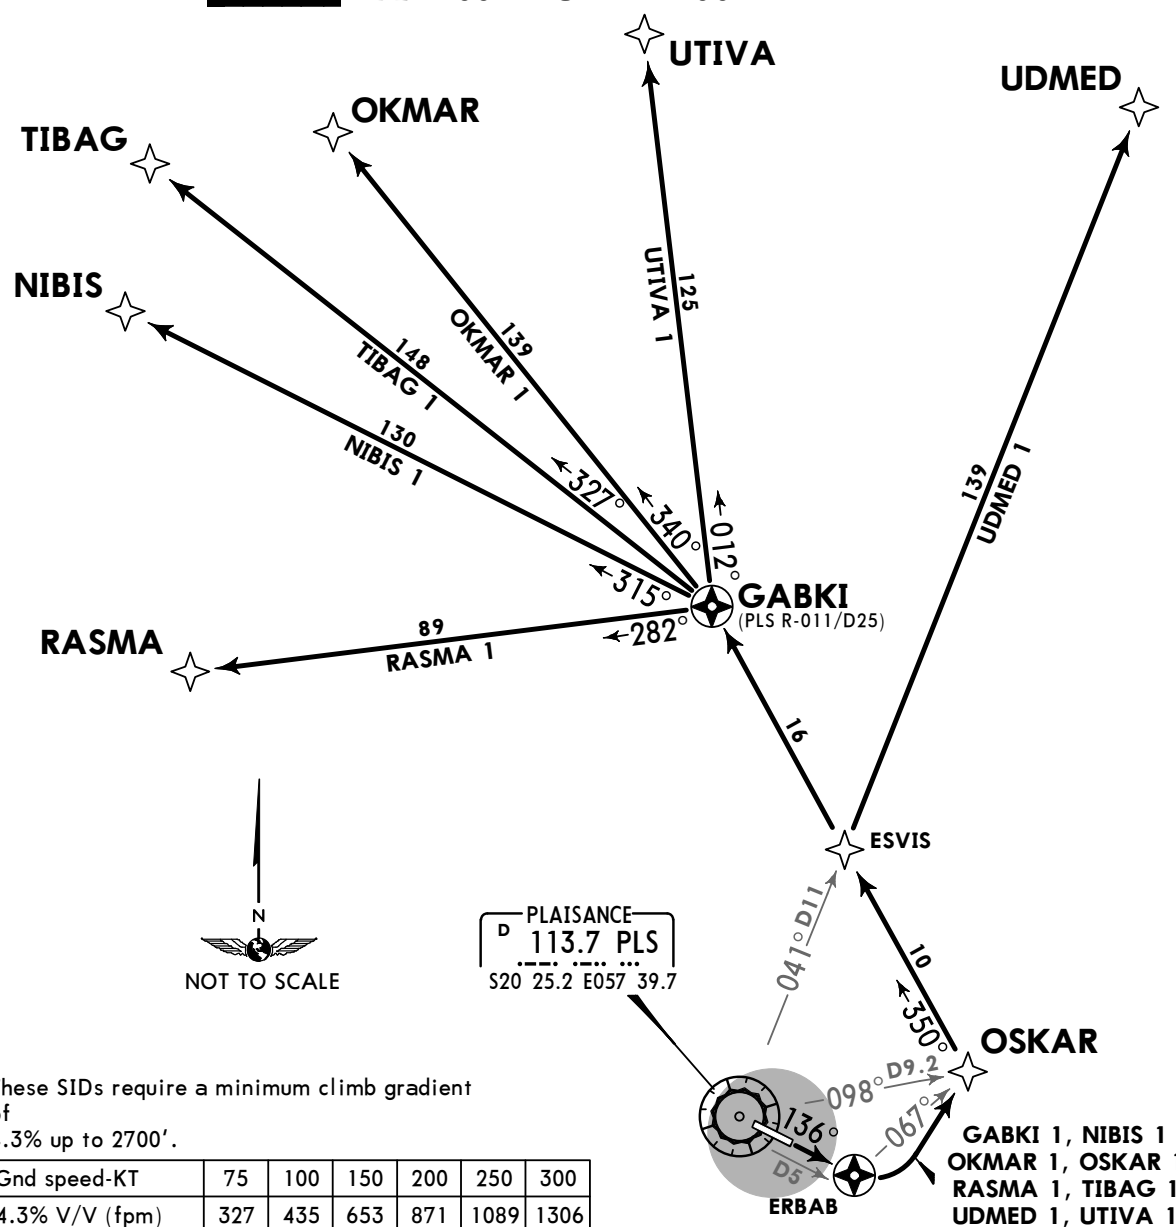 UTIVA
UDMED
OKMAR
TIBAG
NIBIS
125
UTIVA 1
139
OKMAR 1
148
TIBAG 1
130
NIBIS 1
139
UDMED 1
327°
340°
012°
315°
GABKI
(PLS R-011/D25)
282°
89
RASMA 1
RASMA
16
ESVIS
N
NOT TO SCALE
PLAISANCE
D 113.7 PLS
S20 25.2 E057 39.7
041° D11
10
350°
OSKAR
098° D9.2
067°
136°
D5
ERBAB
GABKI 1, NIBIS 1
OKMAR 1, OSKAR 1
RASMA 1, TIBAG 1
UDMED 1, UTIVA 1
These SIDs require a minimum climb gradient
of
.3% up to 2700'.
Gnd speed-KT 75 100 150 200 250 300
4.3% V/V (fpm) 327 435 653 871 1089 1306